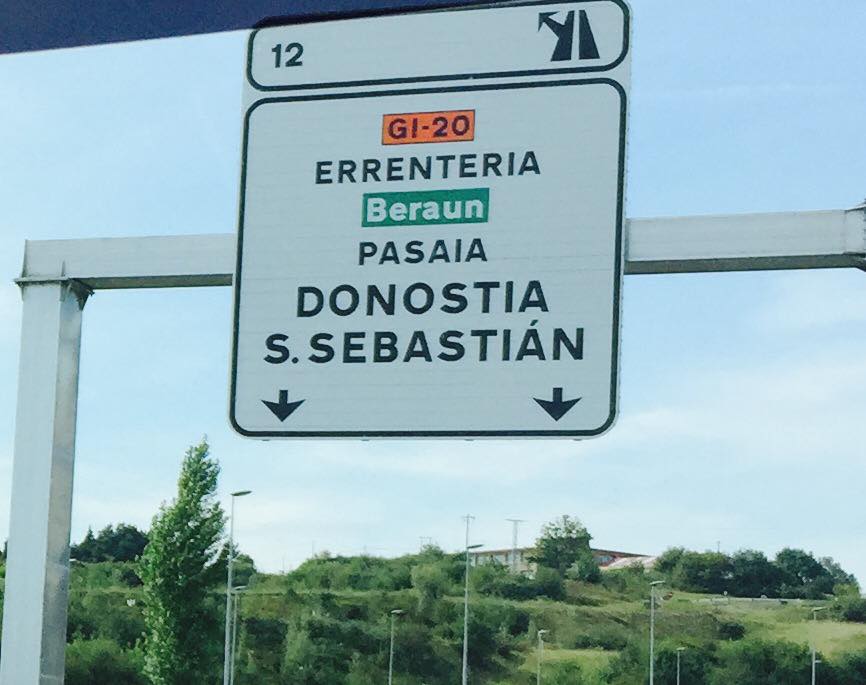 12
GI-20
ERRENTERIA
Beraun
PASAIA
DONOSTIA
S. SEBASTIÁN